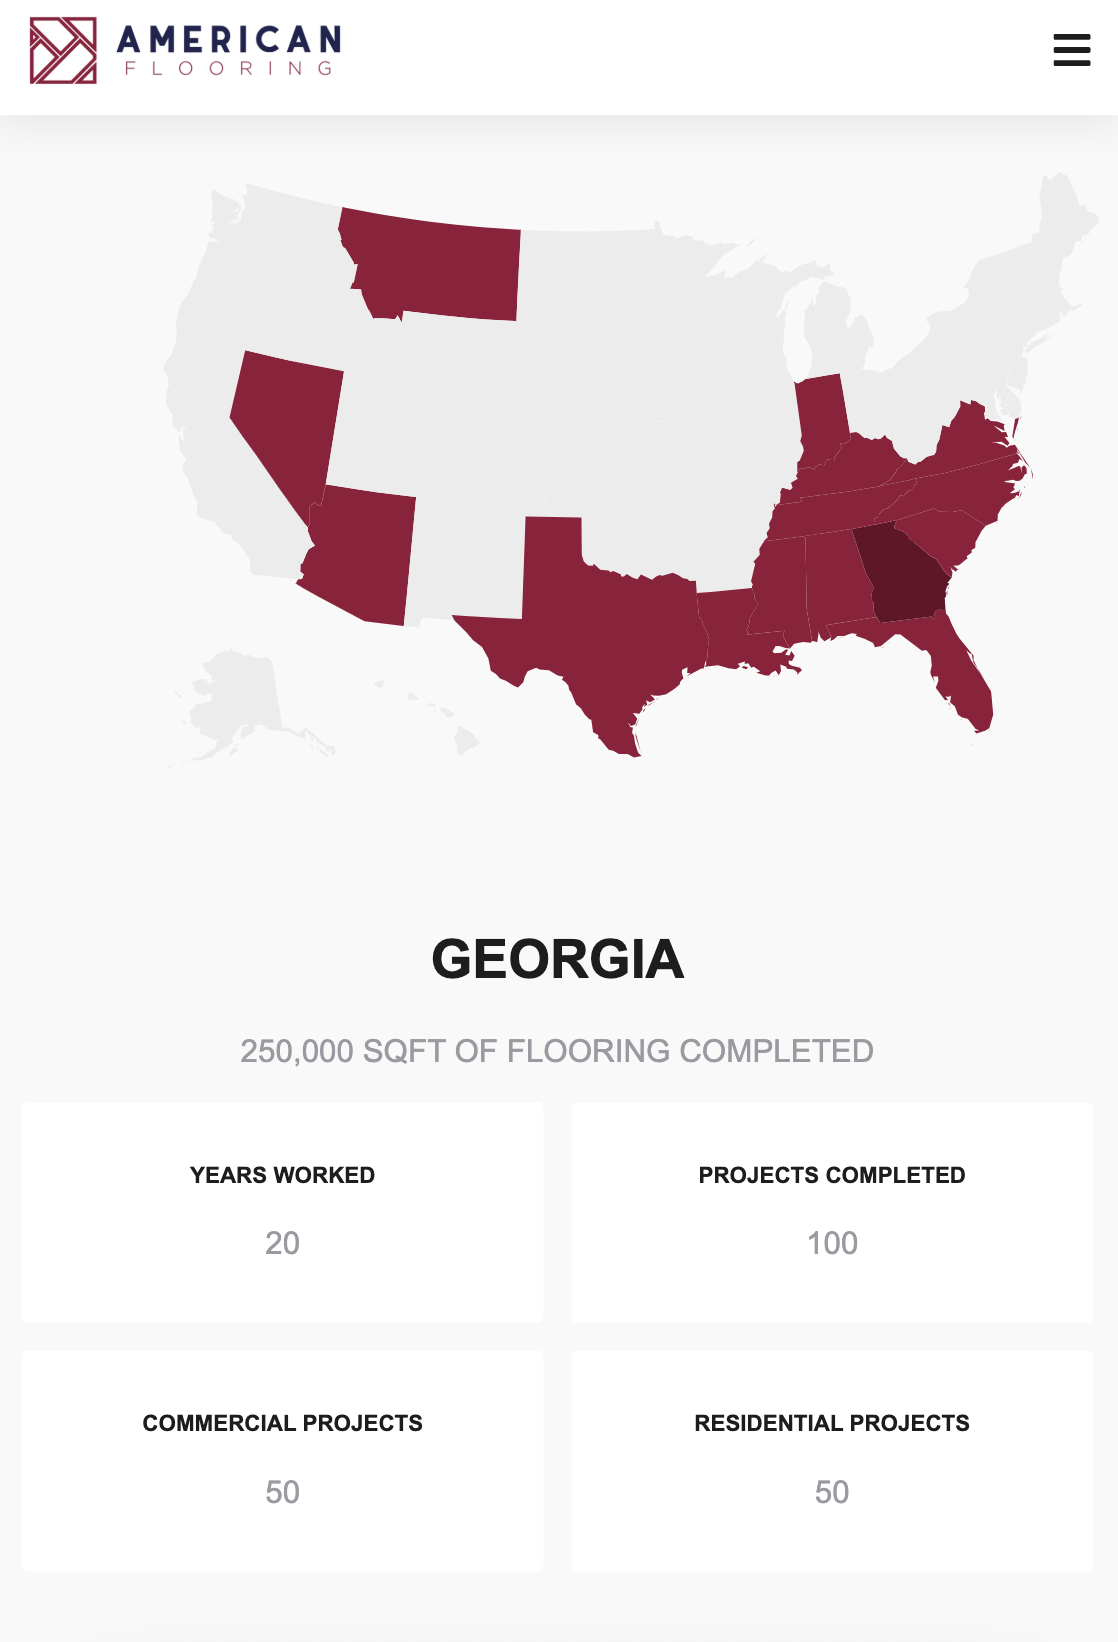 AMERICAN
FLOORING
GEORGIA
250,000 SQFT OF FLOORING COMPLETED
YEARS WORKED
20
PROJECTS COMPLETED
100
COMMERCIAL PROJECTS
50
RESIDENTIAL PROJECTS
50